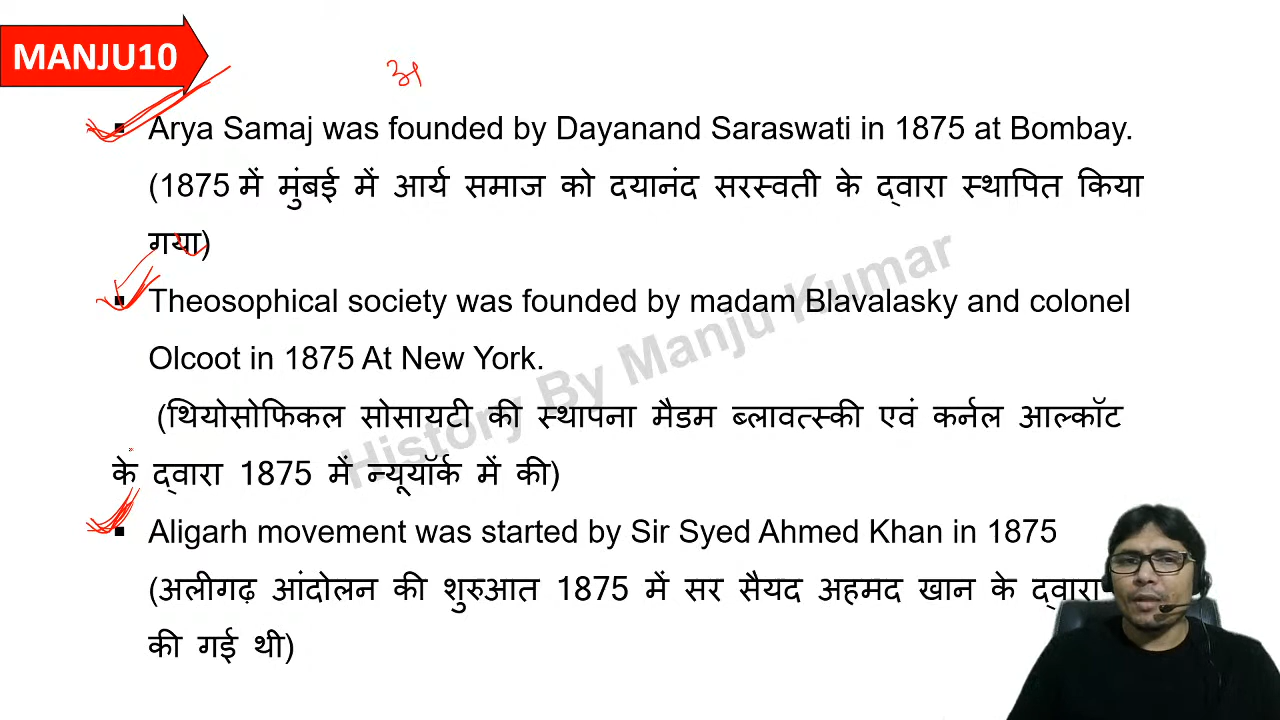 MANJU10
अ
Arya Samaj was founded by Dayanand Saraswati in 1875 at Bombay.
(1875 में मुंबई में आर्य समाज को दयानंद सरस्वती के द्वारा स्थापित किया
गया)
Theosophical society was founded by madam Blavalasky and colonel
Olcoot in 1875 At New York.
(थियोसोफिकल सोसायटी की स्थापना मैडम ब्लावत्स्की एवं कर्नल आल्कॉट
के द्वारा 1875 में न्यूयॉर्क में की)
Aligarh movement was started by Sir Syed Ahmed Khan in 1875
(अलीगढ़ आंदोलन की शुरुआत 1875 में सर सैयद अहमद खान के द्वारा
की गई थी)
History By Manju Kumar